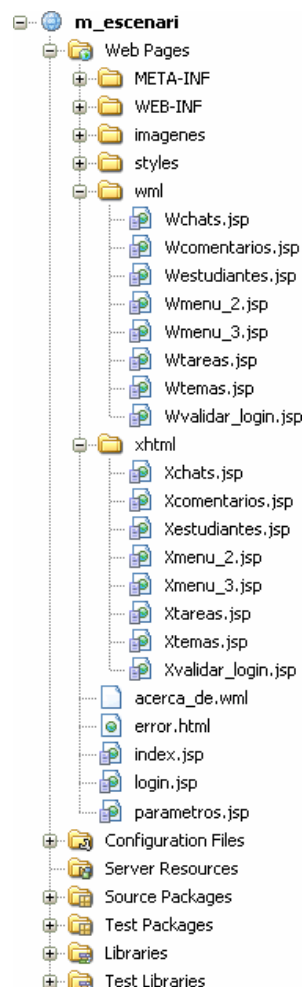 m_escenari
Web Pages
META-INF
WEB-INF
imagenes
styles
wml
Wchats.jsp
Wcomentarios.jsp
Westudiantes.jsp
Wmenu_2.jsp
Wmenu_3.jsp
Wtareas.jsp
Wtemas.jsp
Wvalidar_login.jsp
xhtml
Xchats.jsp
Xcomentarios.jsp
Xestudiantes.jsp
Xmenu_2.jsp
Xmenu_3.jsp
Xtareas.jsp
Xtemas.jsp
Xvalidar_login.jsp
acerca_de.wml
error.html
index.jsp
login.jsp
parametros.jsp
Configuration Files
Server Resources
Source Packages
Test Packages
Libraries
Test Libraries